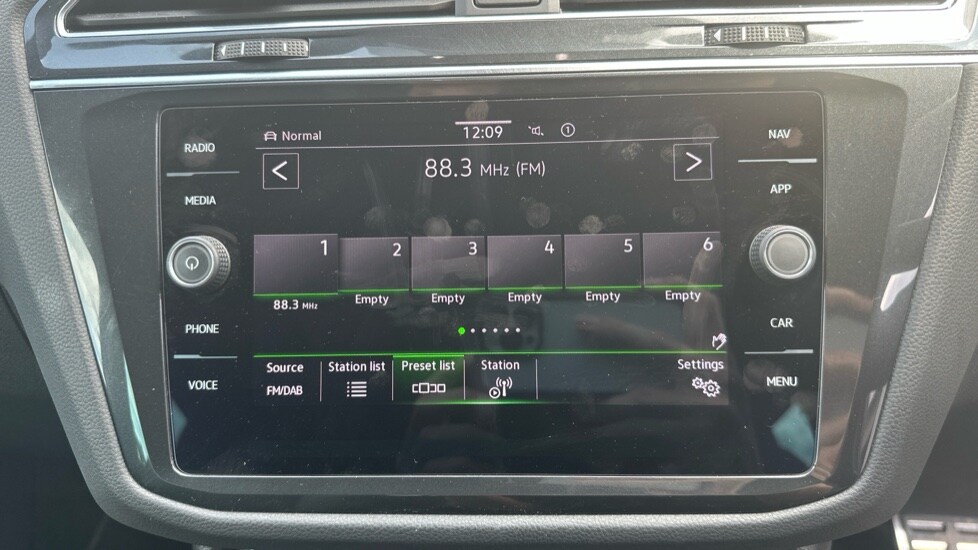 RADIO
MEDIA
PHONE
VOICE
Normal
12:09
1
< 88.3 MHz (FM) >
1 2 3 4 5 6
88.3 MHz Empty Empty Empty Empty Empty
Source Station list Preset list Station Settings
FM/DAB
NAV
APP
CAR
MENU